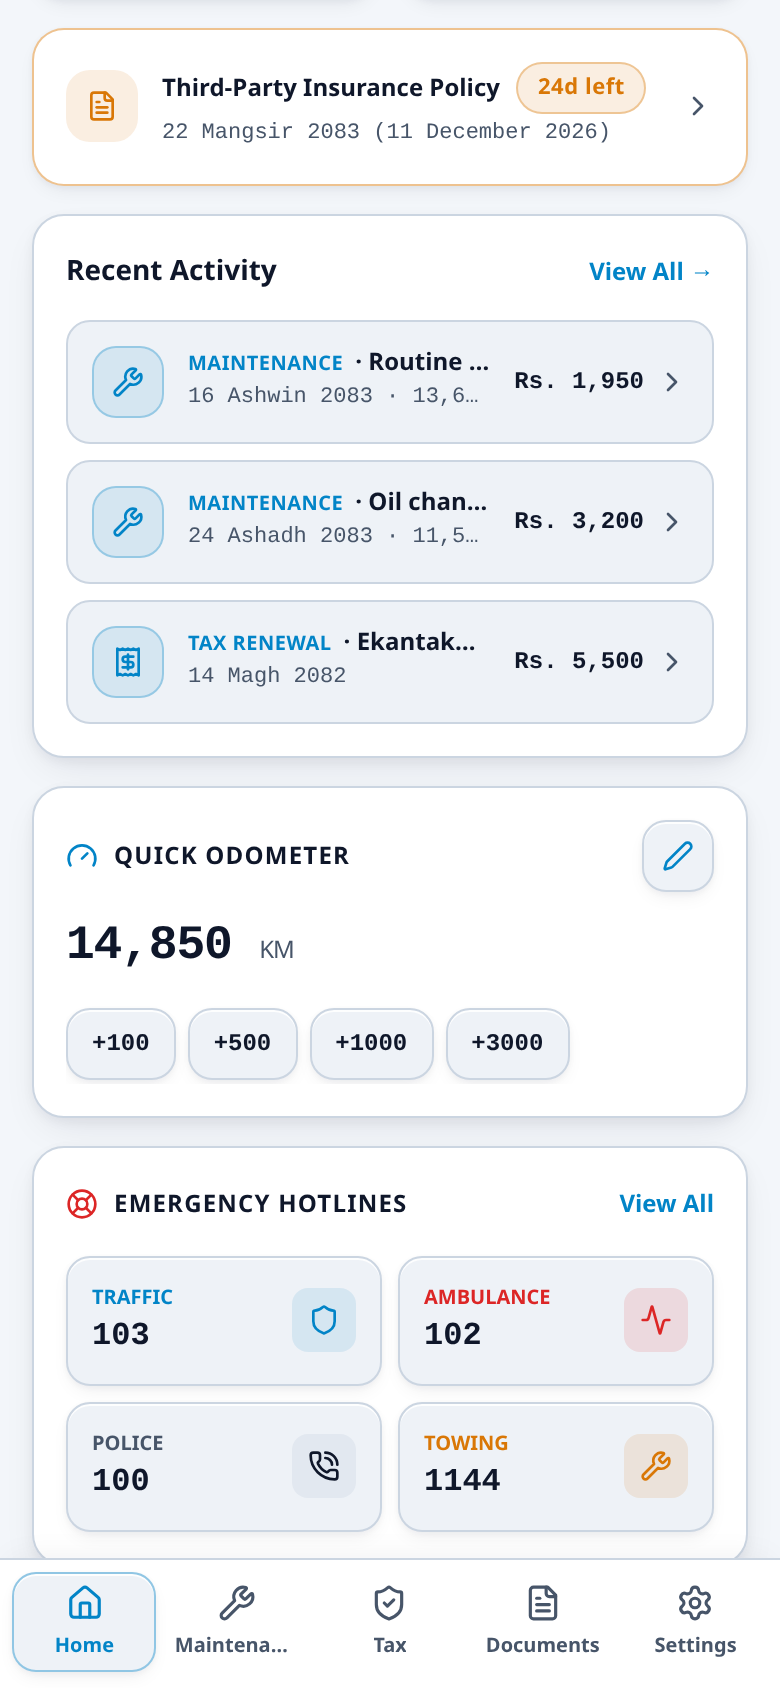 Third-Party Insurance Policy 24d left
22 Mangsir 2083 (11 December 2026)
Recent Activity View All →
MAINTENANCE · Routine ...
16 Ashwin 2083 · 13,6... Rs. 1,950
MAINTENANCE · Oil chan...
24 Ashadh 2083 · 11,5... Rs. 3,200
TAX RENEWAL · Ekantak...
14 Magh 2082 Rs. 5,500
QUICK ODOMETER
14,850 KM
+100 +500 +1000 +3000
EMERGENCY HOTLINES View All
TRAFFIC
103
AMBULANCE
102
POLICE
100
TOWING
1144
Home Maintena... Tax Documents Settings